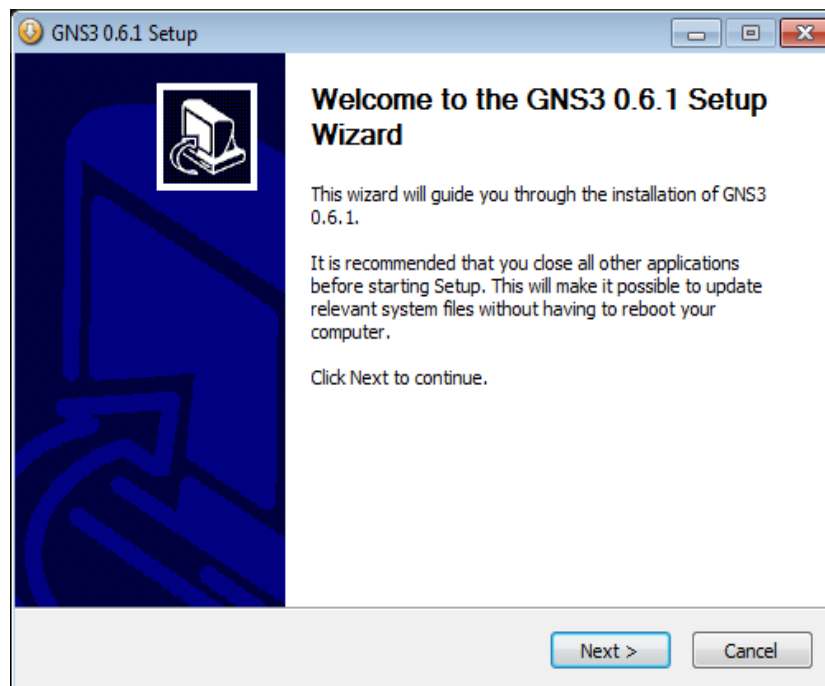 GNS3 0.6.1 Setup
Welcome to the GNS3 0.6.1 Setup
Wizard
This wizard will guide you through the installation of GNS3
0.6.1.
It is recommended that you close all other applications
before starting Setup. This will make it possible to update
relevant system files without having to reboot your
computer.
Click Next to continue.
Next >
Cancel